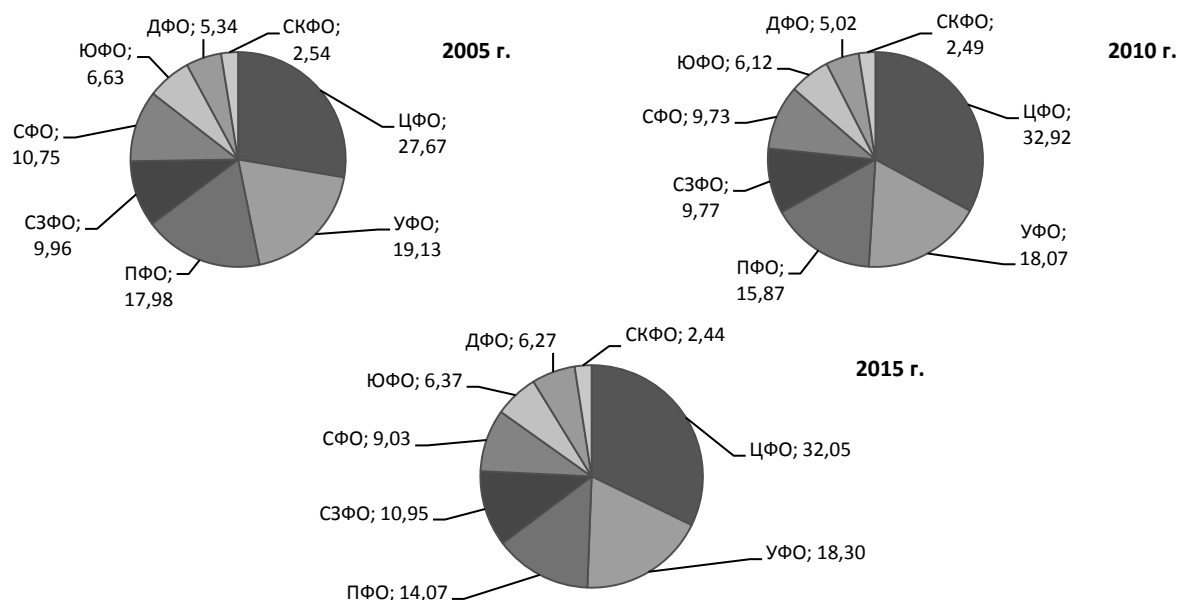 2005 г.
ДФО; 5,34
СКФО;
2,54
ЮФО;
6,63
ЦФО;
27,67
СФО;
10,75
СЗФО;
9,96
УФО;
19,13
ПФО;
17,98
2010 г.
ДФО; 5,02
СКФО;
2,49
ЮФО; 6,12
ЦФО;
32,92
СФО; 9,73
СЗФО;
9,77
УФО;
18,07
ПФО;
15,87
2015 г.
ДФО; 6,27
СКФО; 2,44
ЮФО; 6,37
СФО; 9,03
ЦФО; 32,05
СЗФО; 10,95
УФО; 18,30
ПФО; 14,07